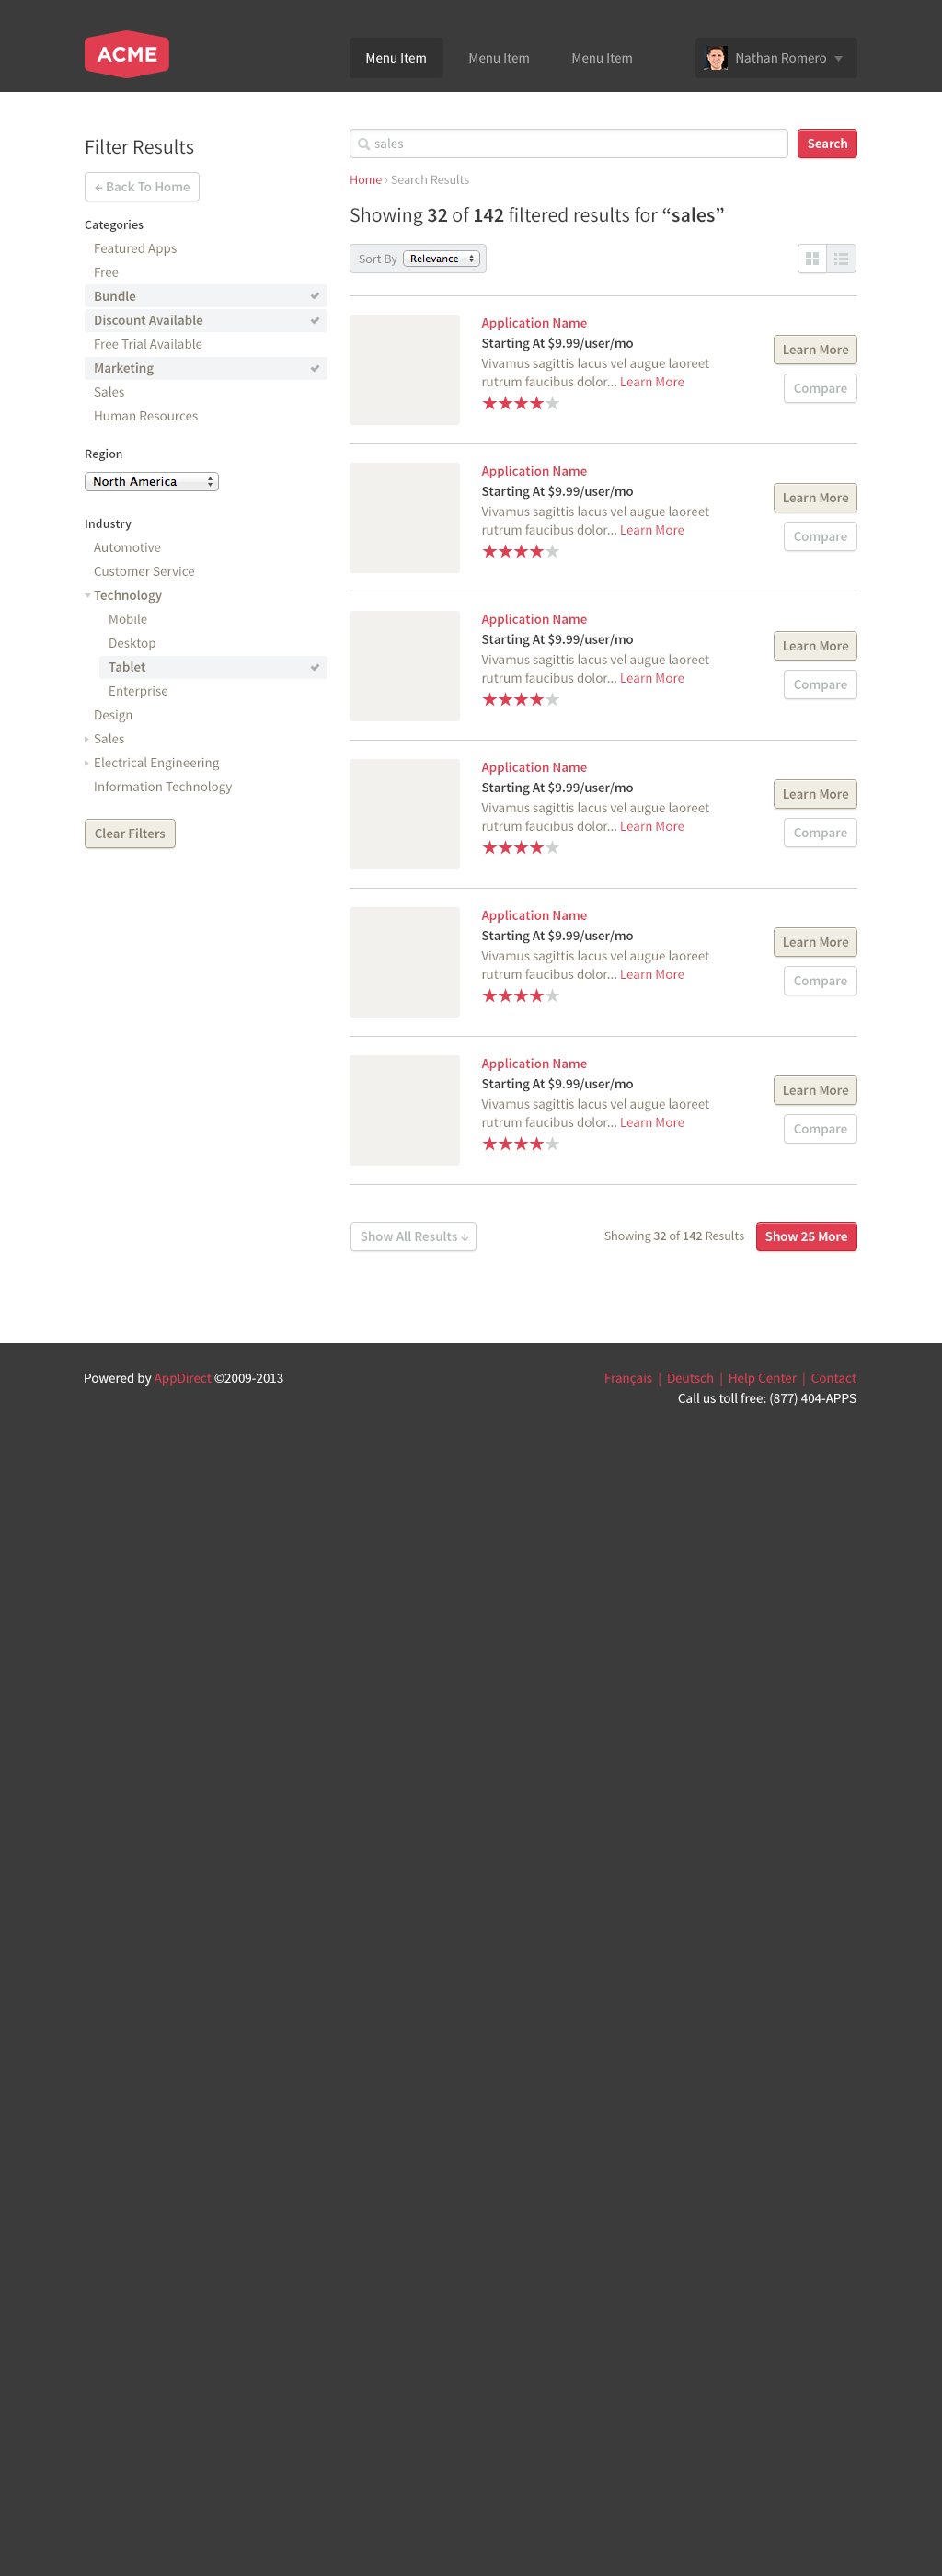 ACME
Menu Item
Menu Item
Menu Item
Nathan Romero
Filter Results
← Back To Home
Categories
Featured Apps
Free
Bundle
Discount Available
Free Trial Available
Marketing
Sales
Human Resources
Region
North America
Industry
Automotive
Customer Service
Technology
Mobile
Desktop
Tablet
Enterprise
Design
Sales
Electrical Engineering
Information Technology
Clear Filters
sales
Search
Home › Search Results
Showing 32 of 142 filtered results for “sales”
Sort By Relevance
Application Name
Starting At $9.99/user/mo
Vivamus sagittis lacus vel augue laoreet
rutrum faucibus dolor... Learn More
Learn More
Compare
Application Name
Starting At $9.99/user/mo
Vivamus sagittis lacus vel augue laoreet
rutrum faucibus dolor... Learn More
Learn More
Compare
Application Name
Starting At $9.99/user/mo
Vivamus sagittis lacus vel augue laoreet
rutrum faucibus dolor... Learn More
Learn More
Compare
Application Name
Starting At $9.99/user/mo
Vivamus sagittis lacus vel augue laoreet
rutrum faucibus dolor... Learn More
Learn More
Compare
Application Name
Starting At $9.99/user/mo
Vivamus sagittis lacus vel augue laoreet
rutrum faucibus dolor... Learn More
Learn More
Compare
Application Name
Starting At $9.99/user/mo
Vivamus sagittis lacus vel augue laoreet
rutrum faucibus dolor... Learn More
Learn More
Compare
Show All Results ↓
Showing 32 of 142 Results
Show 25 More
Powered by AppDirect ©2009-2013
Français | Deutsch | Help Center | Contact
Call us toll free: (877) 404-APPS